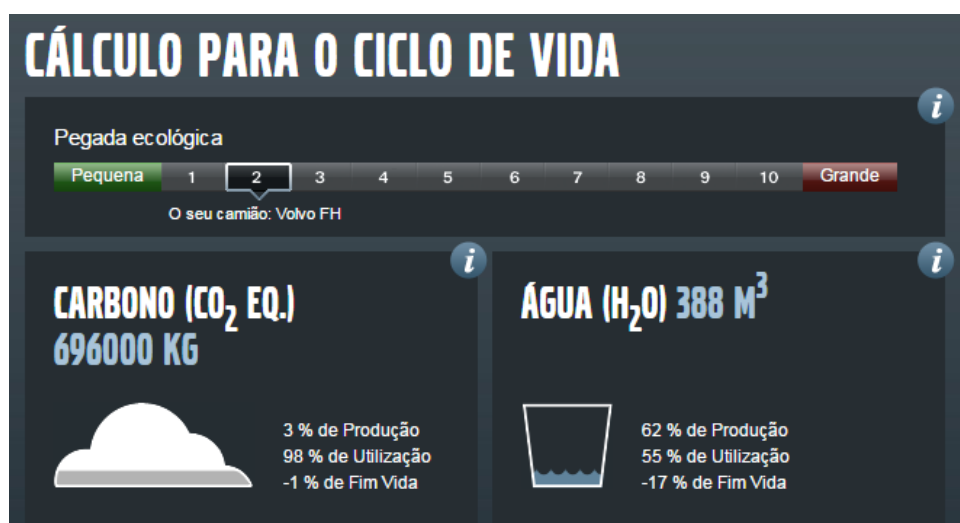 CÁLCULO PARA O CICLO DE VIDA
i
Pegada ecológica
Pequena 1 2 3 4 5 6 7 8 9 10 Grande
O seu camião: Volvo FH
i
CARBONO (CO₂ EQ.)
696000 KG
3 % de Produção
98 % de Utilização
-1 % de Fim Vida
i
ÁGUA (H₂O) 388 M³
62 % de Produção
55 % de Utilização
-17 % de Fim Vida